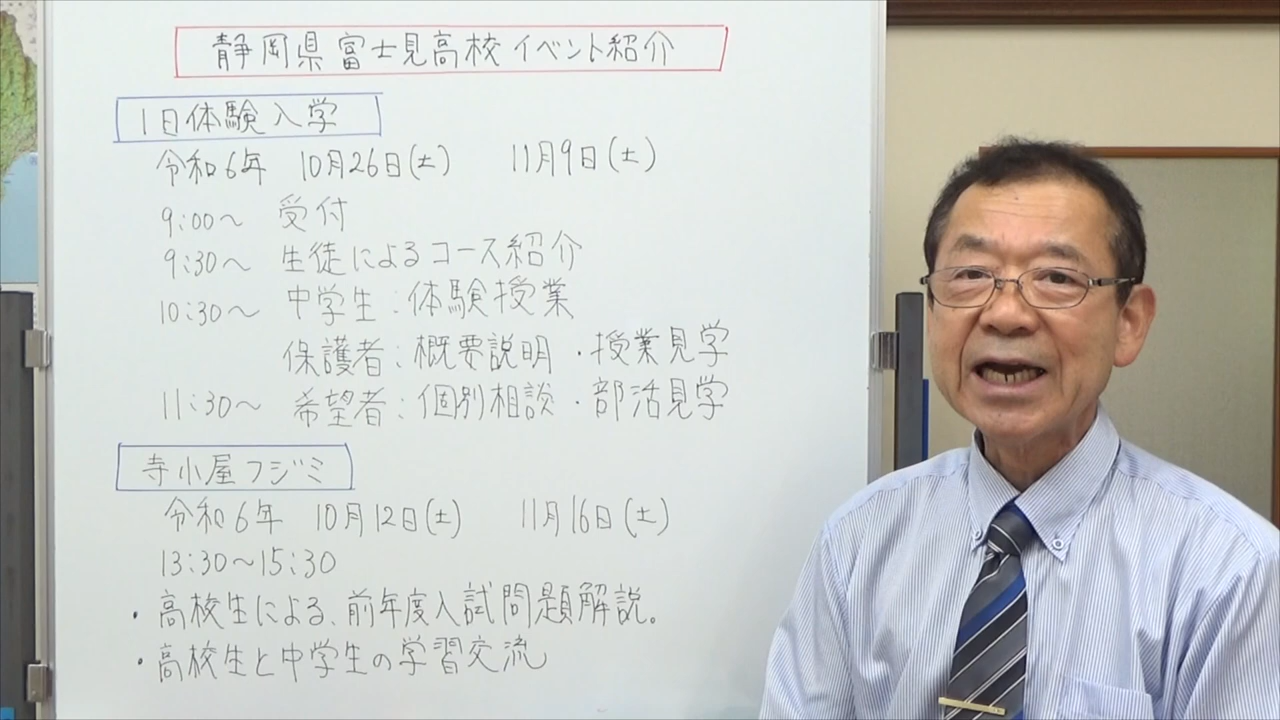 静岡県富士見高校イベント紹介
1日体験入学
令和6年 10月26日(土) 11月9日(土)
9:00〜 受付
9:30〜 生徒によるコース紹介
10:30〜 中学生:体験授業
保護者:概要説明・授業見学
11:30〜 希望者:個別相談・部活見学
寺小屋フジミ
令和6年 10月12日(土) 11月16日(土)
13:30〜15:30
・高校生による、前年度入試問題解説。
・高校生と中学生の学習交流